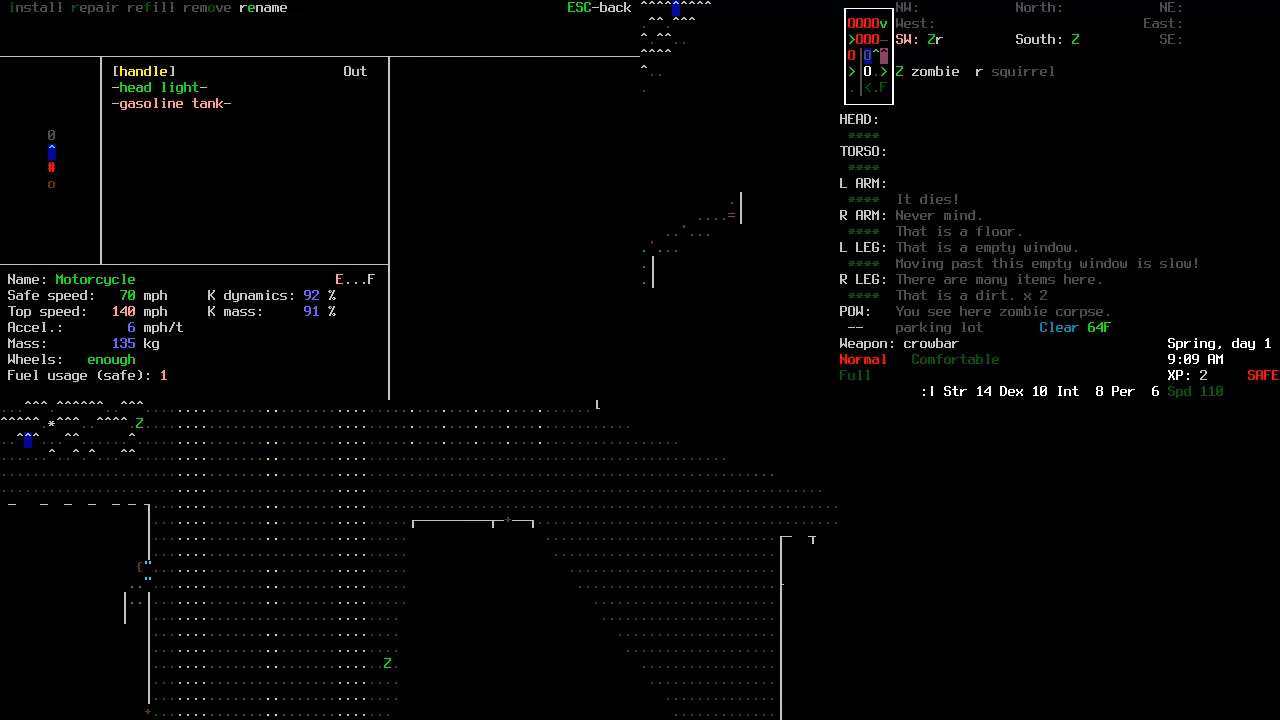 install repair refill remove rename ESC-back
[handle] Out
-head light-
-gasoline tank-
Name: Motorcycle E...F
Safe speed: 70 mph K dynamics: 92 %
Top speed: 140 mph K mass: 91 %
Accel.: 6 mph/t
Mass: 135 kg
Wheels: enough
Fuel usage (safe): 1
NW: North: NE:
West: East:
SW: Zr South: Z SE:
Z zombie r squirrel
HEAD:
****
TORSO:
****
L ARM:
**** It dies!
R ARM: Never mind.
**** That is a floor.
L LEG: That is a empty window.
**** Moving past this empty window is slow!
R LEG: There are many items here.
**** That is a dirt. x 2
POW: You see here zombie corpse.
-- parking lot Clear 64F
Weapon: crowbar Spring, day 1
Normal Comfortable 9:09 AM
Full XP: 2 SAFE
:| Str 14 Dex 10 Int 8 Per 6 Spd 110